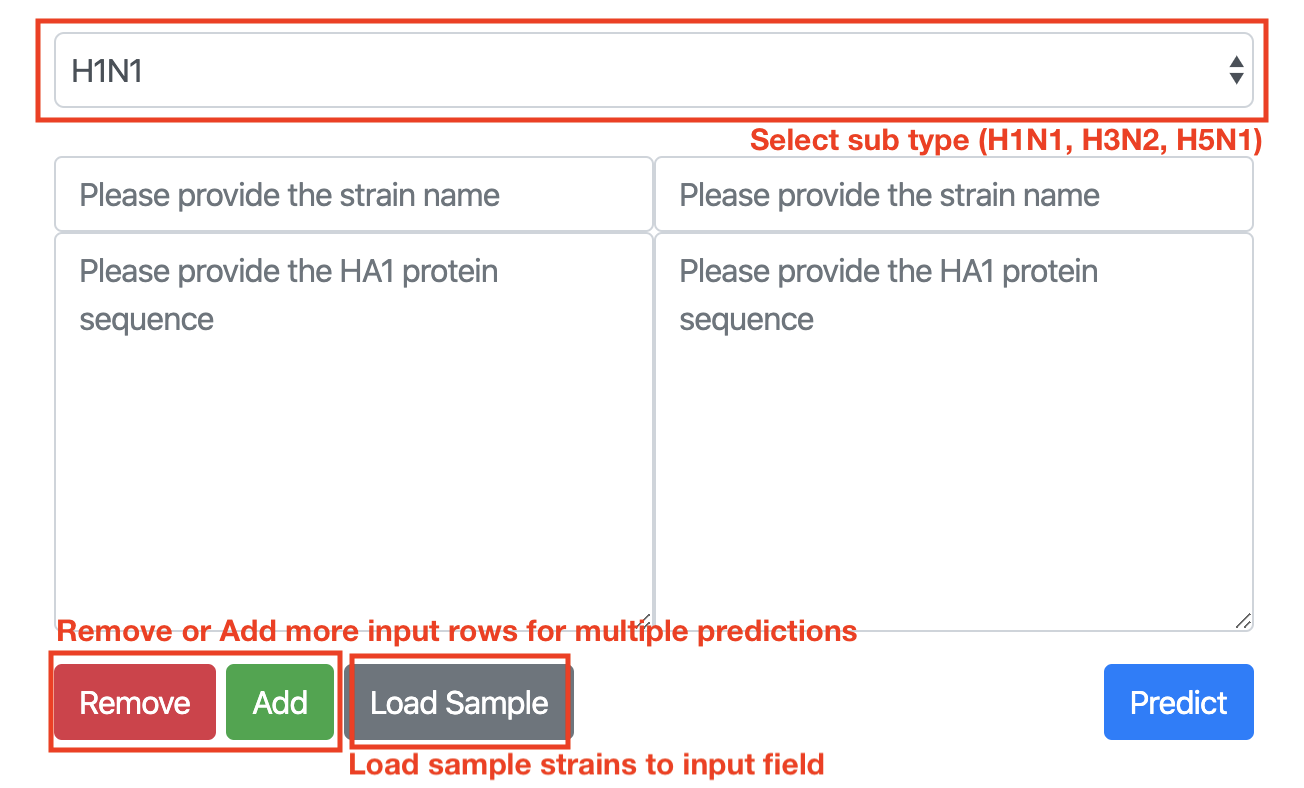 H1N1
Select sub type (H1N1, H3N2, H5N1)
Please provide the strain name
Please provide the strain name
Please provide the HA1 protein
sequence
Please provide the HA1 protein
sequence
Remove or Add more input rows for multiple predictions
Remove
Add
Load Sample
Predict
Load sample strains to input field